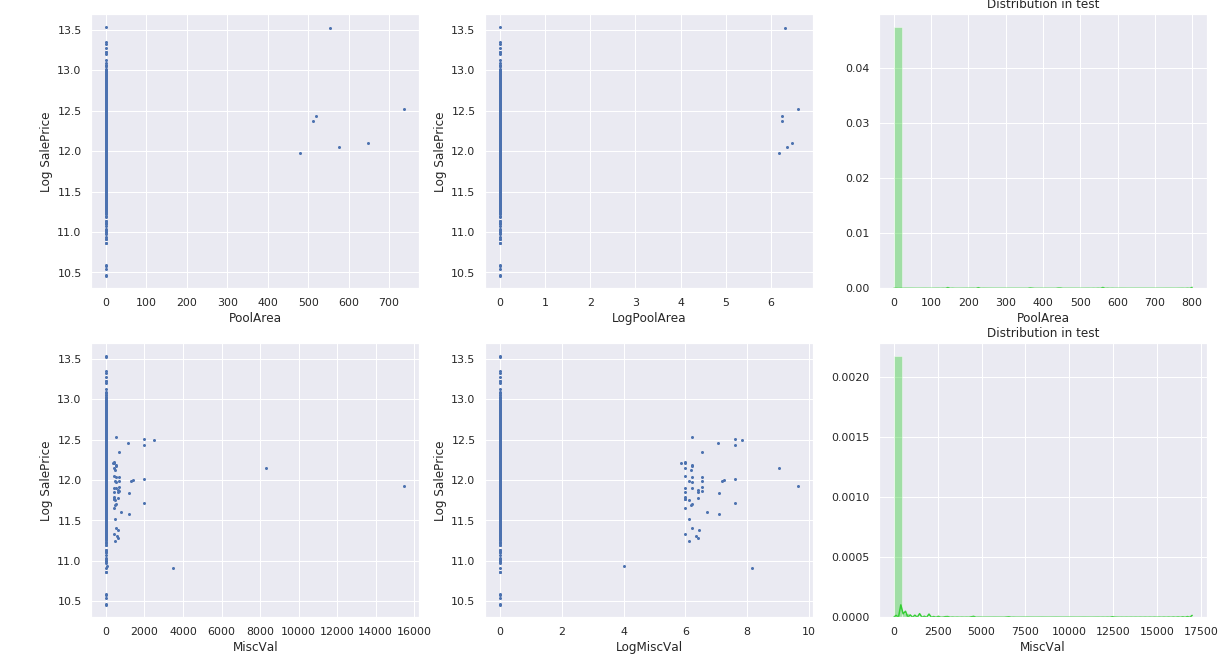 Distribution in test
13.5
13.0
12.5
12.0
11.5
11.0
10.5
Log SalePrice
0 100 200 300 400 500 600 700
PoolArea
13.5
13.0
12.5
12.0
11.5
11.0
10.5
Log SalePrice
0 1 2 3 4 5 6
LogPoolArea
0.04
0.03
0.02
0.01
0.00
0 100 200 300 400 500 600 700 800
PoolArea
Distribution in test
13.5
13.0
12.5
12.0
11.5
11.0
10.5
Log SalePrice
0 2000 4000 6000 8000 10000 12000 14000 16000
MiscVal
13.5
13.0
12.5
12.0
11.5
11.0
10.5
Log SalePrice
0 2 4 6 8 10
LogMiscVal
0.0020
0.0015
0.0010
0.0005
0.0000
0 2500 5000 7500 10000 12500 15000 17500
MiscVal